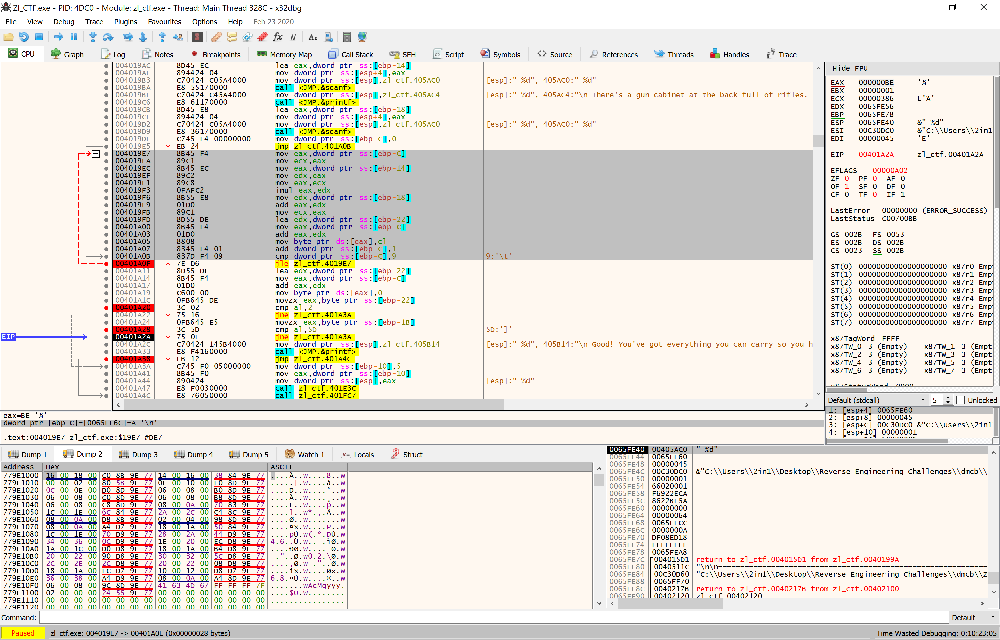 Zl_CTF.exe - PID: 4DC0 - Module: zl_ctf.exe - Thread: Main Thread 328C - x32dbg
File View Debug Trace Plugins Favourites Options Help Feb 23 2020
CPU Graph Log Notes Breakpoints Memory Map Call Stack SEH Script Symbols Source References Threads Handles Trace
004019AC 8D45 EC lea eax,dword ptr ss:[ebp-14]
004019AF 894424 04 mov dword ptr ss:[esp+4],eax
004019B3 C70424 C05A4000 mov dword ptr ss:[esp],zl_ctf.405AC0 [esp]:" %d", 405AC0:" %d"
004019BA E8 55170000 call <JMP.&scanf>
004019BF C70424 C45A4000 mov dword ptr ss:[esp],zl_ctf.405AC4 [esp]:" %d", 405AC4:"\n There's a gun cabinet at the back full of rifles.
004019C6 E8 61170000 call <JMP.&printf>
004019CB 8D45 E8 lea eax,dword ptr ss:[ebp-18]
004019CE 894424 04 mov dword ptr ss:[esp+4],eax
004019D2 C70424 C05A4000 mov dword ptr ss:[esp],zl_ctf.405AC0 [esp]:" %d", 405AC0:" %d"
004019D9 E8 36170000 call <JMP.&scanf>
004019DE C745 F4 00000000 mov dword ptr ss:[ebp-C],0
004019E5 EB 24 jmp zl_ctf.401A0B
004019E7 8B45 F4 mov eax,dword ptr ss:[ebp-C]
004019EA 89C1 mov ecx,eax
004019EC 8B45 EC mov eax,dword ptr ss:[ebp-14]
004019EF 89C2 mov edx,eax
004019F1 89C8 mov eax,ecx
004019F3 0FAFC2 imul eax,edx
004019F6 8B55 E8 mov edx,dword ptr ss:[ebp-18]
004019F9 01D0 add eax,edx
004019FB 89C1 mov ecx,eax
004019FD 8D55 DE lea edx,dword ptr ss:[ebp-22]
00401A00 8B45 F4 mov eax,dword ptr ss:[ebp-C]
00401A03 01D0 add eax,edx
00401A05 8808 mov byte ptr ds:[eax],cl
00401A07 8345 F4 01 add dword ptr ss:[ebp-C],1
00401A0B 837D F4 09 cmp dword ptr ss:[ebp-C],9 9:'\t'
00401A0F 7E D6 jle zl_ctf.4019E7
00401A11 8D55 DE lea edx,dword ptr ss:[ebp-22]
00401A14 8B45 F4 mov eax,dword ptr ss:[ebp-C]
00401A17 01D0 add eax,edx
00401A19 C600 00 mov byte ptr ds:[eax],0
00401A1C 0FB645 DE movzx eax,byte ptr ss:[ebp-22]
00401A20 3C 02 cmp al,2
00401A22 75 16 jne zl_ctf.401A3A
00401A24 0FB645 E5 movzx eax,byte ptr ss:[ebp-1B]
00401A28 3C 5D cmp al,5D 5D:']'
EIP 00401A2A 75 0E jne zl_ctf.401A3A
00401A2C C70424 145B4000 mov dword ptr ss:[esp],zl_ctf.405B14 [esp]:" %d", 405B14:"\n Good! You've got everything you can carry so you h
00401A33 E8 F4160000 call <JMP.&printf>
00401A38 EB 12 jmp zl_ctf.401A4C
00401A3A C745 F0 05000000 mov dword ptr ss:[ebp-10],5
00401A41 8B45 F0 mov eax,dword ptr ss:[ebp-10]
00401A44 890424 mov dword ptr ss:[esp],eax [esp]:" %d"
00401A47 E8 F0030000 call zl_ctf.401E3C
00401A4C E8 76050000 call zl_ctf.401FC7
Hide FPU
EAX 000000BE '¾'
EBX 00000001
ECX 00000386 L'Ά'
EDX 0065FE56
EBP 0065FE78
ESP 0065FE40 &" %d"
ESI 00C30DC0 &"C:\\Users\\2in1
EDI 00000045 'E'
EIP 00401A2A zl_ctf.00401A2A
EFLAGS 00000A02
ZF 0 PF 0 AF 0
OF 1 SF 0 DF 0
CF 0 TF 0 IF 1
LastError 00000000 (ERROR_SUCCESS)
LastStatus C00700BB
GS 002B FS 0053
ES 002B DS 002B
CS 0023 SS 002B
ST(0) 00000000000000000000 x87r0 Empt
ST(1) 00000000000000000000 x87r1 Empt
ST(2) 00000000000000000000 x87r2 Empt
ST(3) 00000000000000000000 x87r3 Empt
ST(4) 00000000000000000000 x87r4 Empt
ST(5) 00000000000000000000 x87r5 Empt
ST(6) 00000000000000000000 x87r6 Empt
ST(7) 00000000000000000000 x87r7 Empt
x87TagWord FFFF
x87TW_0 3 (Empty) x87TW_1 3 (Empt
x87TW_2 3 (Empty) x87TW_3 3 (Empt
x87TW_4 3 (Empty) x87TW_5 3 (Empt
x87TW_6 3 (Empty) x87TW_7 3 (Empt
x87StatusWord 0000
Default (stdcall) 5 Unlocked
1: [esp+4] 0065FE60
2: [esp+8] 00000045
3: [esp+C] 00C30DC0 &"C:\\Users\\2in1
4: [esp+10] 00000001
eax=BE '¾'
dword ptr [ebp-C]=[0065FE6C]=A '\n'
.text:004019E7 zl_ctf.exe:$19E7 #DE7
Dump 1 Dump 2 Dump 3 Dump 4 Dump 5 Watch 1 [x=] Locals Struct
Address Hex ASCII
779E1000 16 00 18 00 C0 8B 9E 77 14 00 16 00 38 84 9E 77 ....À..w....8..w
779E1010 00 00 02 00 80 5B 9E 77 0E 00 10 00 E0 8D 9E 77 .....[.w....à..w
779E1020 0C 00 0E 00 D0 8D 9E 77 06 00 08 00 B0 8D 9E 77 ....Ð..w....°..w
779E1030 06 00 08 00 C0 8D 9E 77 06 00 08 00 B8 8D 9E 77 ....À..w....¸..w
779E1040 06 00 08 00 C8 8D 9E 77 08 00 0A 00 70 83 9E 77 ....È..w....p..w
779E1050 1C 00 1E 00 6C 84 9E 77 2A 00 2C 00 C4 8C 9E 77 ....l..w*.,.Ä..w
779E1060 08 00 0A 00 D8 8B 9E 77 02 00 04 00 98 8D 9E 77 ....Ø..w.......w
779E1070 08 00 0A 00 A4 D7 9E 77 18 00 1A 00 50 84 9E 77 ....¤×.w....P..w
779E1080 1C 00 1E 00 70 D9 9E 77 28 00 2A 00 44 D9 9E 77 ....pÙ.w(.*.DÙ.w
779E1090 34 00 36 00 0C D9 9E 77 1E 00 20 00 EC D8 9E 77 4.6..Ù.w.. .ìØ.w
779E10A0 1A 00 1C 00 D0 D8 9E 77 18 00 1A 00 B4 D8 9E 77 ....ÐØ.w....´Ø.w
779E10B0 20 00 22 00 90 D8 9E 77 30 00 32 00 5C D8 9E 77  ."..Ø.w0.2.\Ø.w
779E10C0 2C 00 2E 00 2C D8 9E 77 20 00 22 00 08 D8 9E 77 ,...,Ø.w ."..Ø.w
779E10D0 18 00 1A 00 EC D7 9E 77 10 00 12 00 D8 D7 9E 77 ....ì×.w....Ø×.w
779E10E0 36 00 38 00 A4 D9 9E 77 08 00 0A 00 A4 8D 9E 77 6.8.¤Ù.w....¤..w
779E10F0 06 00 08 00 9C 8D 9E 77 41 63 4D 67 FF FF FF 7F .......wAcMgÿÿÿ.
779E1100 02 00 00 00 24 55 9E 77 00 00 00 00 00 00 00 00 ....$U.w........
779E1110 00 00 00 00 00 00 00 00 00 00 00 00 00 00 00 00 ................
779E1120 00 00 00 00 00 00 00 00 00 00 00 00 00 00 00 00
0065FE40 00405AC0 " %d"
0065FE44 0065FE60
0065FE48 00000045
0065FE4C 00C30DC0 &"C:\\Users\\2in1\\Desktop\\Reverse Engineering Challenges\\dmcb\\
0065FE50 00000001
0065FE54 66020001
0065FE58 F6922ECA
0065FE5C 8622BE5A
0065FE60 00000000
0065FE64 00000064
0065FE68 0065FFCC
0065FE6C 0000000A
0065FE70 DF08ED18
0065FE74 FFFFFFFE
0065FE78 0065FEA8
0065FE7C 004015D1 return to zl_ctf.004015D1 from zl_ctf.0040199A
0065FE80 0040511C "\n\n=============================================================
0065FE84 00C30D60 "C:\\Users\\2in1\\Desktop\\Reverse Engineering Challenges\\dmcb\\Z
0065FE88 0065FF70
0065FE8C 0040217B return to zl_ctf.0040217B from zl_ctf.00402100
0065FE90 00402120 zl_ctf.00402120
Command: Default
Paused zl_ctf.exe: 004019E7 -> 00401A0E (0x00000028 bytes) Time Wasted Debugging: 0:10:23:05